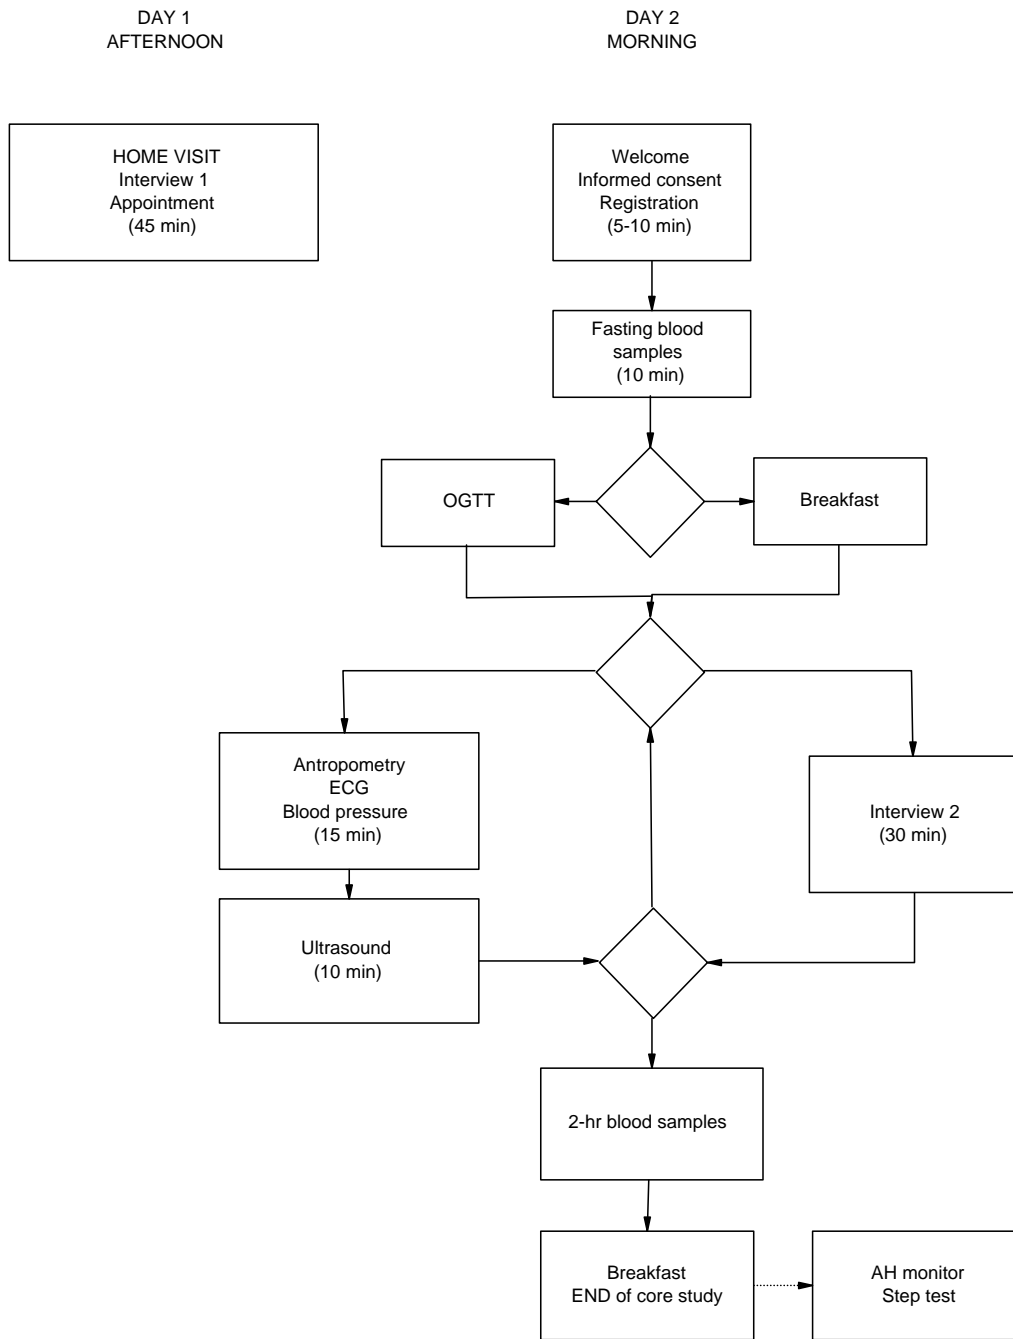 DAY 1
AFTERNOON
DAY 2
MORNING
HOME VISIT
Interview 1
Appointment
(45 min)
Welcome
Informed consent
Registration
(5-10 min)
Fasting blood
samples
(10 min)
OGTT
Breakfast
Antropometry
ECG
Blood pressure
(15 min)
Interview 2
(30 min)
Ultrasound
(10 min)
2-hr blood samples
Breakfast
END of core study
AH monitor
Step test